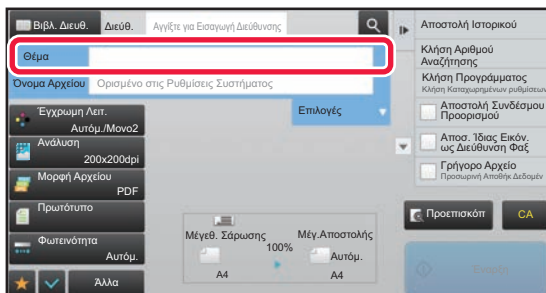 Βιβλ. Διευθ.
Διεύθ.
Αγγίξτε για Εισαγωγή Διεύθυνσης
Θέμα
Όνομα Αρχείου
Ορισμένο στις Ρυθμίσεις Συστήματος
Έγχρωμη Λειτ.
Αυτόμ./Mono2
Επιλογές
Ανάλυση
200x200dpi
Μορφή Αρχείου
PDF
Πρωτότυπο
Φωτεινότητα
Αυτόμ.
Άλλα
Μέγεθ. Σάρωσης
100%
Μέγ.Αποστολής
Αυτόμ.
A4
A4
Αποστολή Ιστορικού
Κλήση Αριθμού
Αναζήτησης
Κλήση Προγράμματος
Κλήση Καταχωρημένων ρυθμίσεων
Αποστολή Συνδέσμου
Προορισμού
Αποσ. Ίδιας Εικόν.
ως Διεύθυνση Φαξ
Γρήγορο Αρχείο
Προσωρινή Αποθήκ Δεδομέν
Προεπισκόπ
CA
Έναρξη